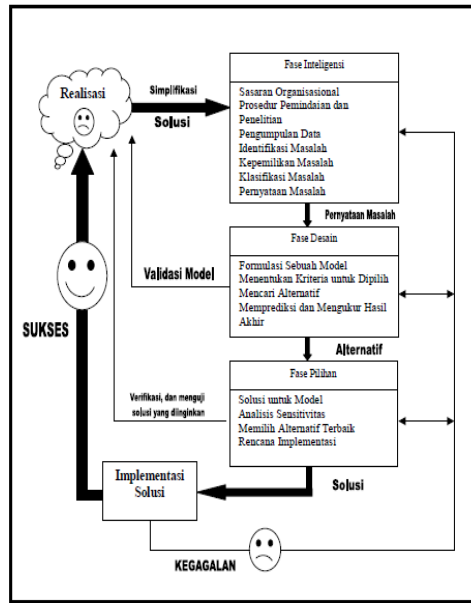 Realisasi
Simplifikasi
Solusi
Fase Inteligensi
Sasaran Organisasional
Prosedur Pemindaian dan
Penelitian
Pengumpulan Data
Identifikasi Masalah
Kepemilikan Masalah
Klasifikasi Masalah
Pernyataan Masalah
Pernyataan Masalah
Fase Desain
Formulasi Sebuah Model
Menentukan Kriteria untuk Dipilih
Mencari Alternatif
Memprediksi dan Mengukur Hasil
Akhir
Validasi Model
SUKSES
Alternatif
Fase Pilihan
Solusi untuk Model
Analisis Sensitivitas
Memilih Alternatif Terbaik
Rencana Implementasi
Verifikasi, dan menguji
solusi yang diinginkan
Solusi
Implementasi
Solusi
KEGAGALAN